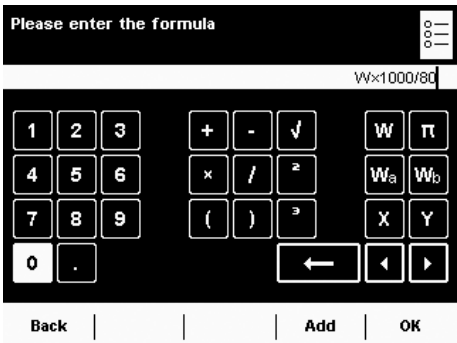 Please enter the formula
W×1000/80
1 2 3 + - √ W π
4 5 6 × / ² Wa Wb
7 8 9 ( ) ³ X Y
0 . ← ◀ ▶
Back Add OK